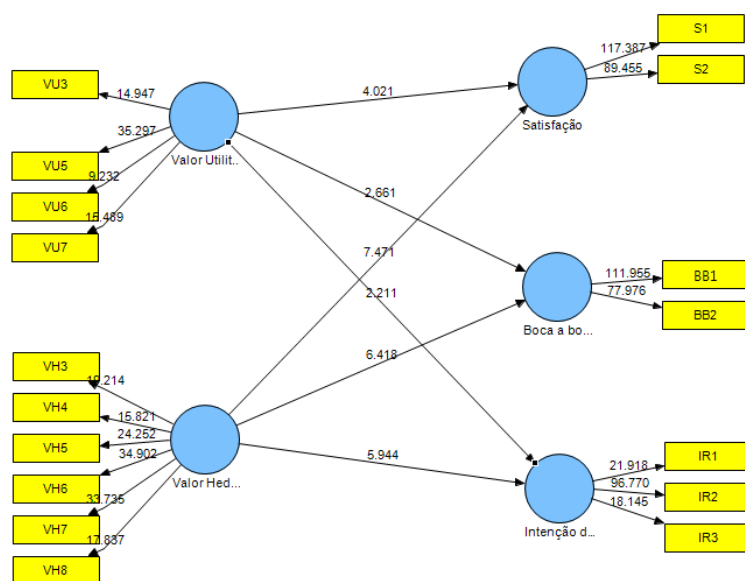 S1
117.387
89.455
S2
Satisfação
VU3
14.947
4.021
35.297
Valor Utilit..
VU5
9.232
VU6
15.489
VU7
2.661
7.471
2.211
111.955
BB1
77.976
BB2
Boca a bo...
VH3
VH4
15.821
24.252
VH5
34.902
VH6
33.735
VH7
17.837
VH8
Valor Hed...
6.418
5.944
21.918
IR1
96.770
IR2
18.145
IR3
Intenção d...